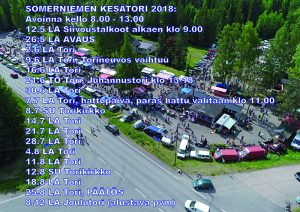 SOMERNIEMEN KESÄTORI 2018:
Avoinna kello 8.00 - 13.00
12.5 LA Siivoustalkoot alkaen klo 9.00
26.5 LA AVAUS
2.6 LA Tori
9.6 LA Tori, Torineuvos vaihtuu
16.6 LA Tori
21.6 TO Tori, Juhannustori klo 13-18
30.6 LA Tori
7.7 LA Tori, hattupäivä, paras hattu valitaan klo 11.00
8.7 SU Torikirkko
14.7 LA Tori
21.7 LA Tori
28.7 LA Tori
4.8 LA Tori
11.8 LA Tori
12.8 SU Torikirkko
18.8 LA Tori
25.8 LA Tori, PÄÄTÖS
8.12 LA Joulutori (alustava pvm)